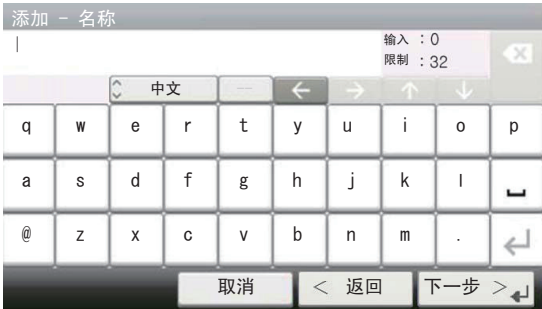 添加 - 名称
输入 :0
限制 :32
中文
q w e r t y u i o p
a s d f g h j k l
@ z x c v b n m .
取消 < 返回 下一步 >